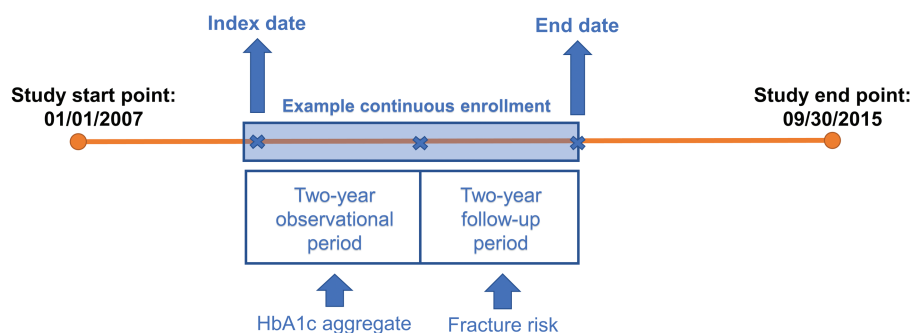 Index date
End date
Study start point:
01/01/2007
Example continuous enrollment
Study end point:
09/30/2015
Two-year
observational
period
Two-year
follow-up
period
HbA1c aggregate
Fracture risk